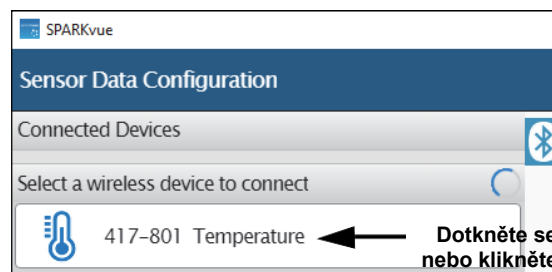 SPARKvue
Sensor Data Configuration
Connected Devices
Select a wireless device to connect
417-801 Temperature
Dotkněte se
nebo klikněte